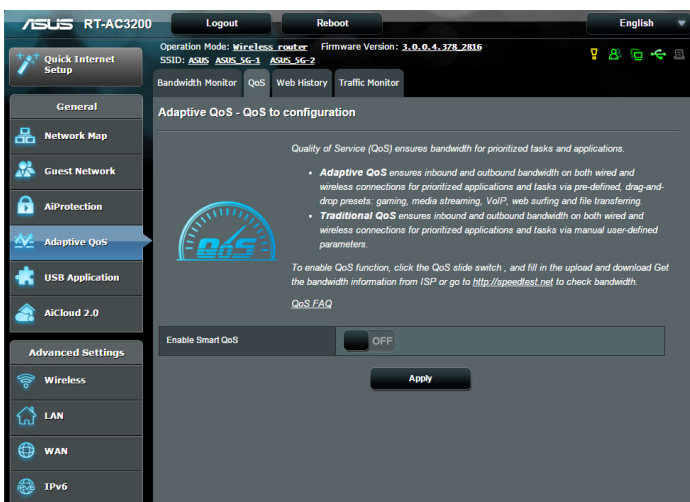 ASUS RT-AC3200 Logout Reboot English
Quick Internet Setup
Operation Mode: Wireless router Firmware Version: 3.0.0.4.378_2816
SSID: ASUS ASUS_5G-1 ASUS_5G-2
Bandwidth Monitor QoS Web History Traffic Monitor
General
Network Map
Guest Network
AiProtection
Adaptive QoS
USB Application
AiCloud 2.0
Advanced Settings
Wireless
LAN
WAN
IPv6
Adaptive QoS - QoS to configuration
QoS
Quality of Service (QoS) ensures bandwidth for prioritized tasks and applications.
• Adaptive QoS ensures inbound and outbound bandwidth on both wired and
wireless connections for prioritized applications and tasks via pre-defined, drag-and-
drop presets: gaming, media streaming, VoIP, web surfing and file transferring.
• Traditional QoS ensures inbound and outbound bandwidth on both wired and
wireless connections for prioritized applications and tasks via manual user-defined
parameters.
To enable QoS function, click the QoS slide switch , and fill in the upload and download Get
the bandwidth information from ISP or go to http://speedtest.net to check bandwidth.
QoS FAQ
Enable Smart QoS OFF
Apply